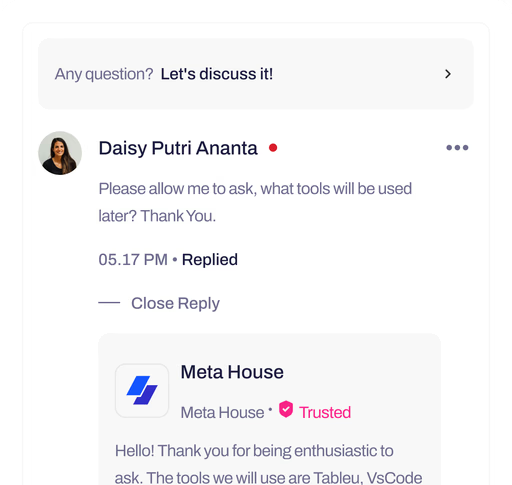 Any question? Let's discuss it!
Daisy Putri Ananta
Please allow me to ask, what tools will be used
later? Thank You.
05.17 PM • Replied
Close Reply
Meta House
Meta House • Trusted
Hello! Thank you for being enthusiastic to
ask. The tools we will use are Tableu, VsCode